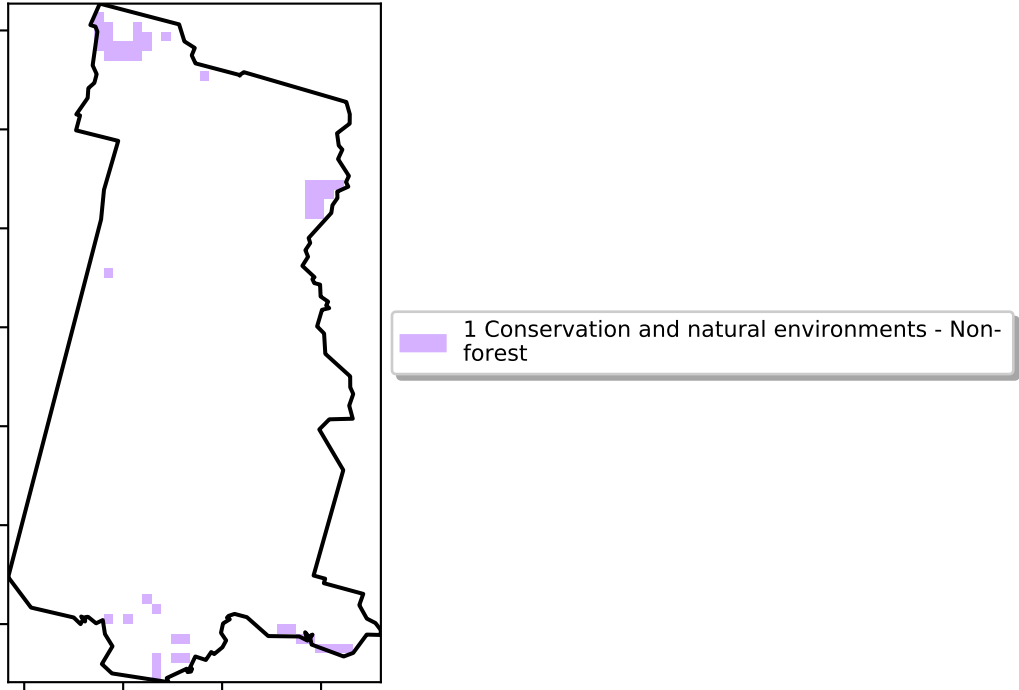 1 Conservation and natural environments - Non-
forest